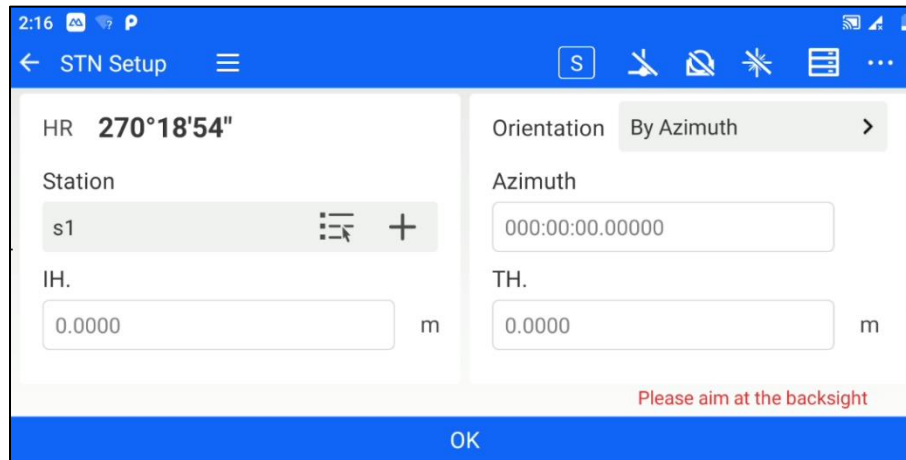 2:16
STN Setup
S
HR 270°18'54"
Orientation By Azimuth
Station
Azimuth
s1
000:00:00.00000
IH.
TH.
0.0000 m
0.0000 m
Please aim at the backsight
OK